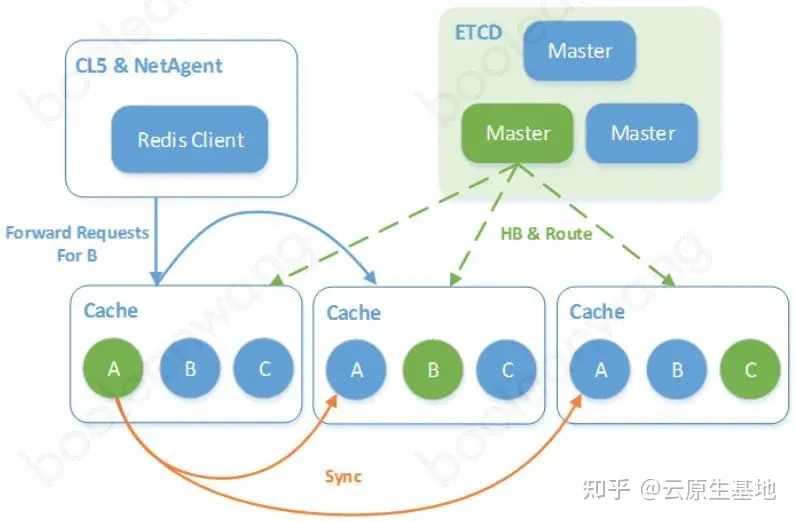 ETCD
Master
CL5 & NetAgent
Redis Client
Master
Master
Forward Requests
For B
HB & Route
Cache
Cache
Cache
A
B
C
A
B
C
A
B
C
Sync
知乎 @云原生基地
booleanwang